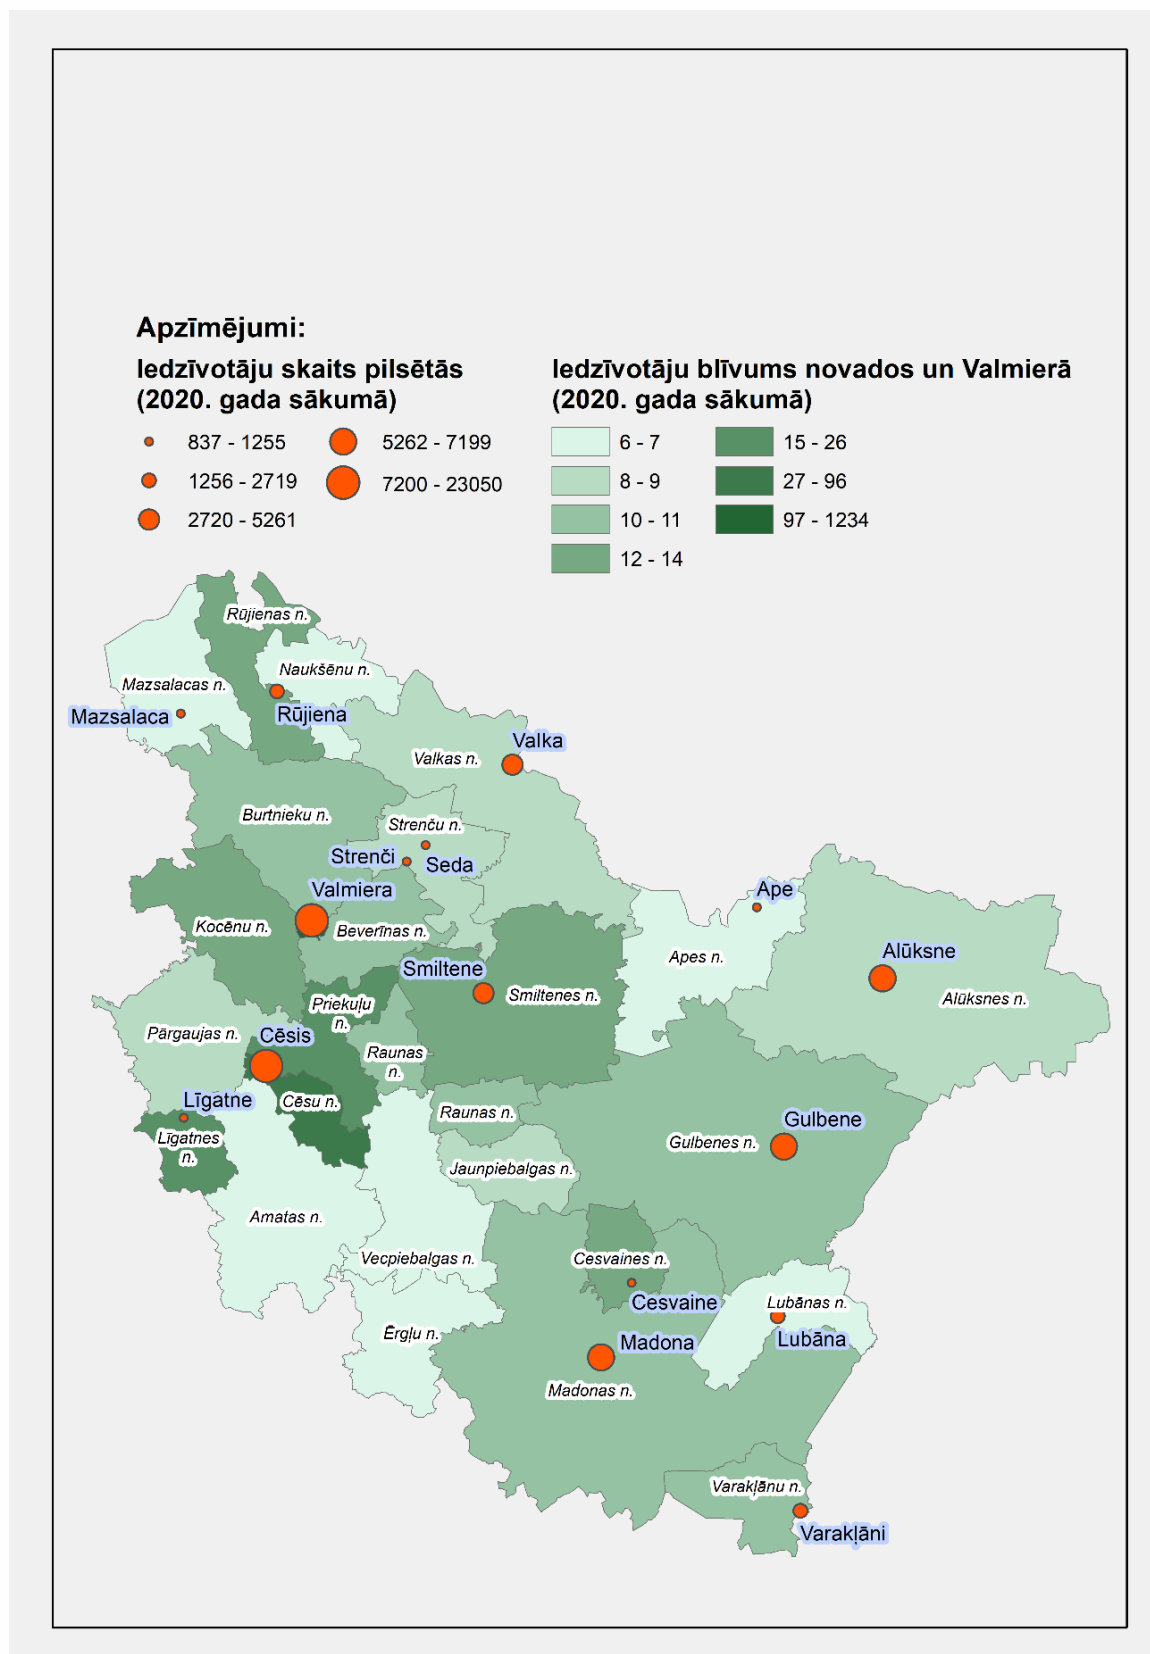 Apzīmējumi:
Iedzīvotāju skaits pilsētās
(2020. gada sākumā)
837 - 1255
1256 - 2719
2720 - 5261
5262 - 7199
7200 - 23050
Iedzīvotāju blīvums novados un Valmierā
(2020. gada sākumā)
6 - 7
8 - 9
10 - 11
12 - 14
15 - 26
27 - 96
97 - 1234
Rūjienas n.
Naukšēnu n.
Mazsalacas n.
Mazsalaca
Rūjiena
Valka
Valkas n.
Burtnieku n.
Strenču n.
Strenči
Seda
Valmiera
Ape
Kocēnu n.
Beverīnas n.
Alūksne
Apes n.
Smiltene
Smiltenes n.
Alūksnes n.
Priekuļu
n.
Pārgaujas n.
Cēsis
Raunas
n.
Līgatne
Cēsu n.
Raunas n.
Gulbene
Līgatnes
n.
Gulbenes n.
Jaunpiebalgas n.
Amatas n.
Vecpiebalgas n.
Cesvaines n.
Cesvaine
Lubānas n.
Ērgļu n.
Madona
Lubāna
Madonas n.
Varakļānu n.
Varakļāni